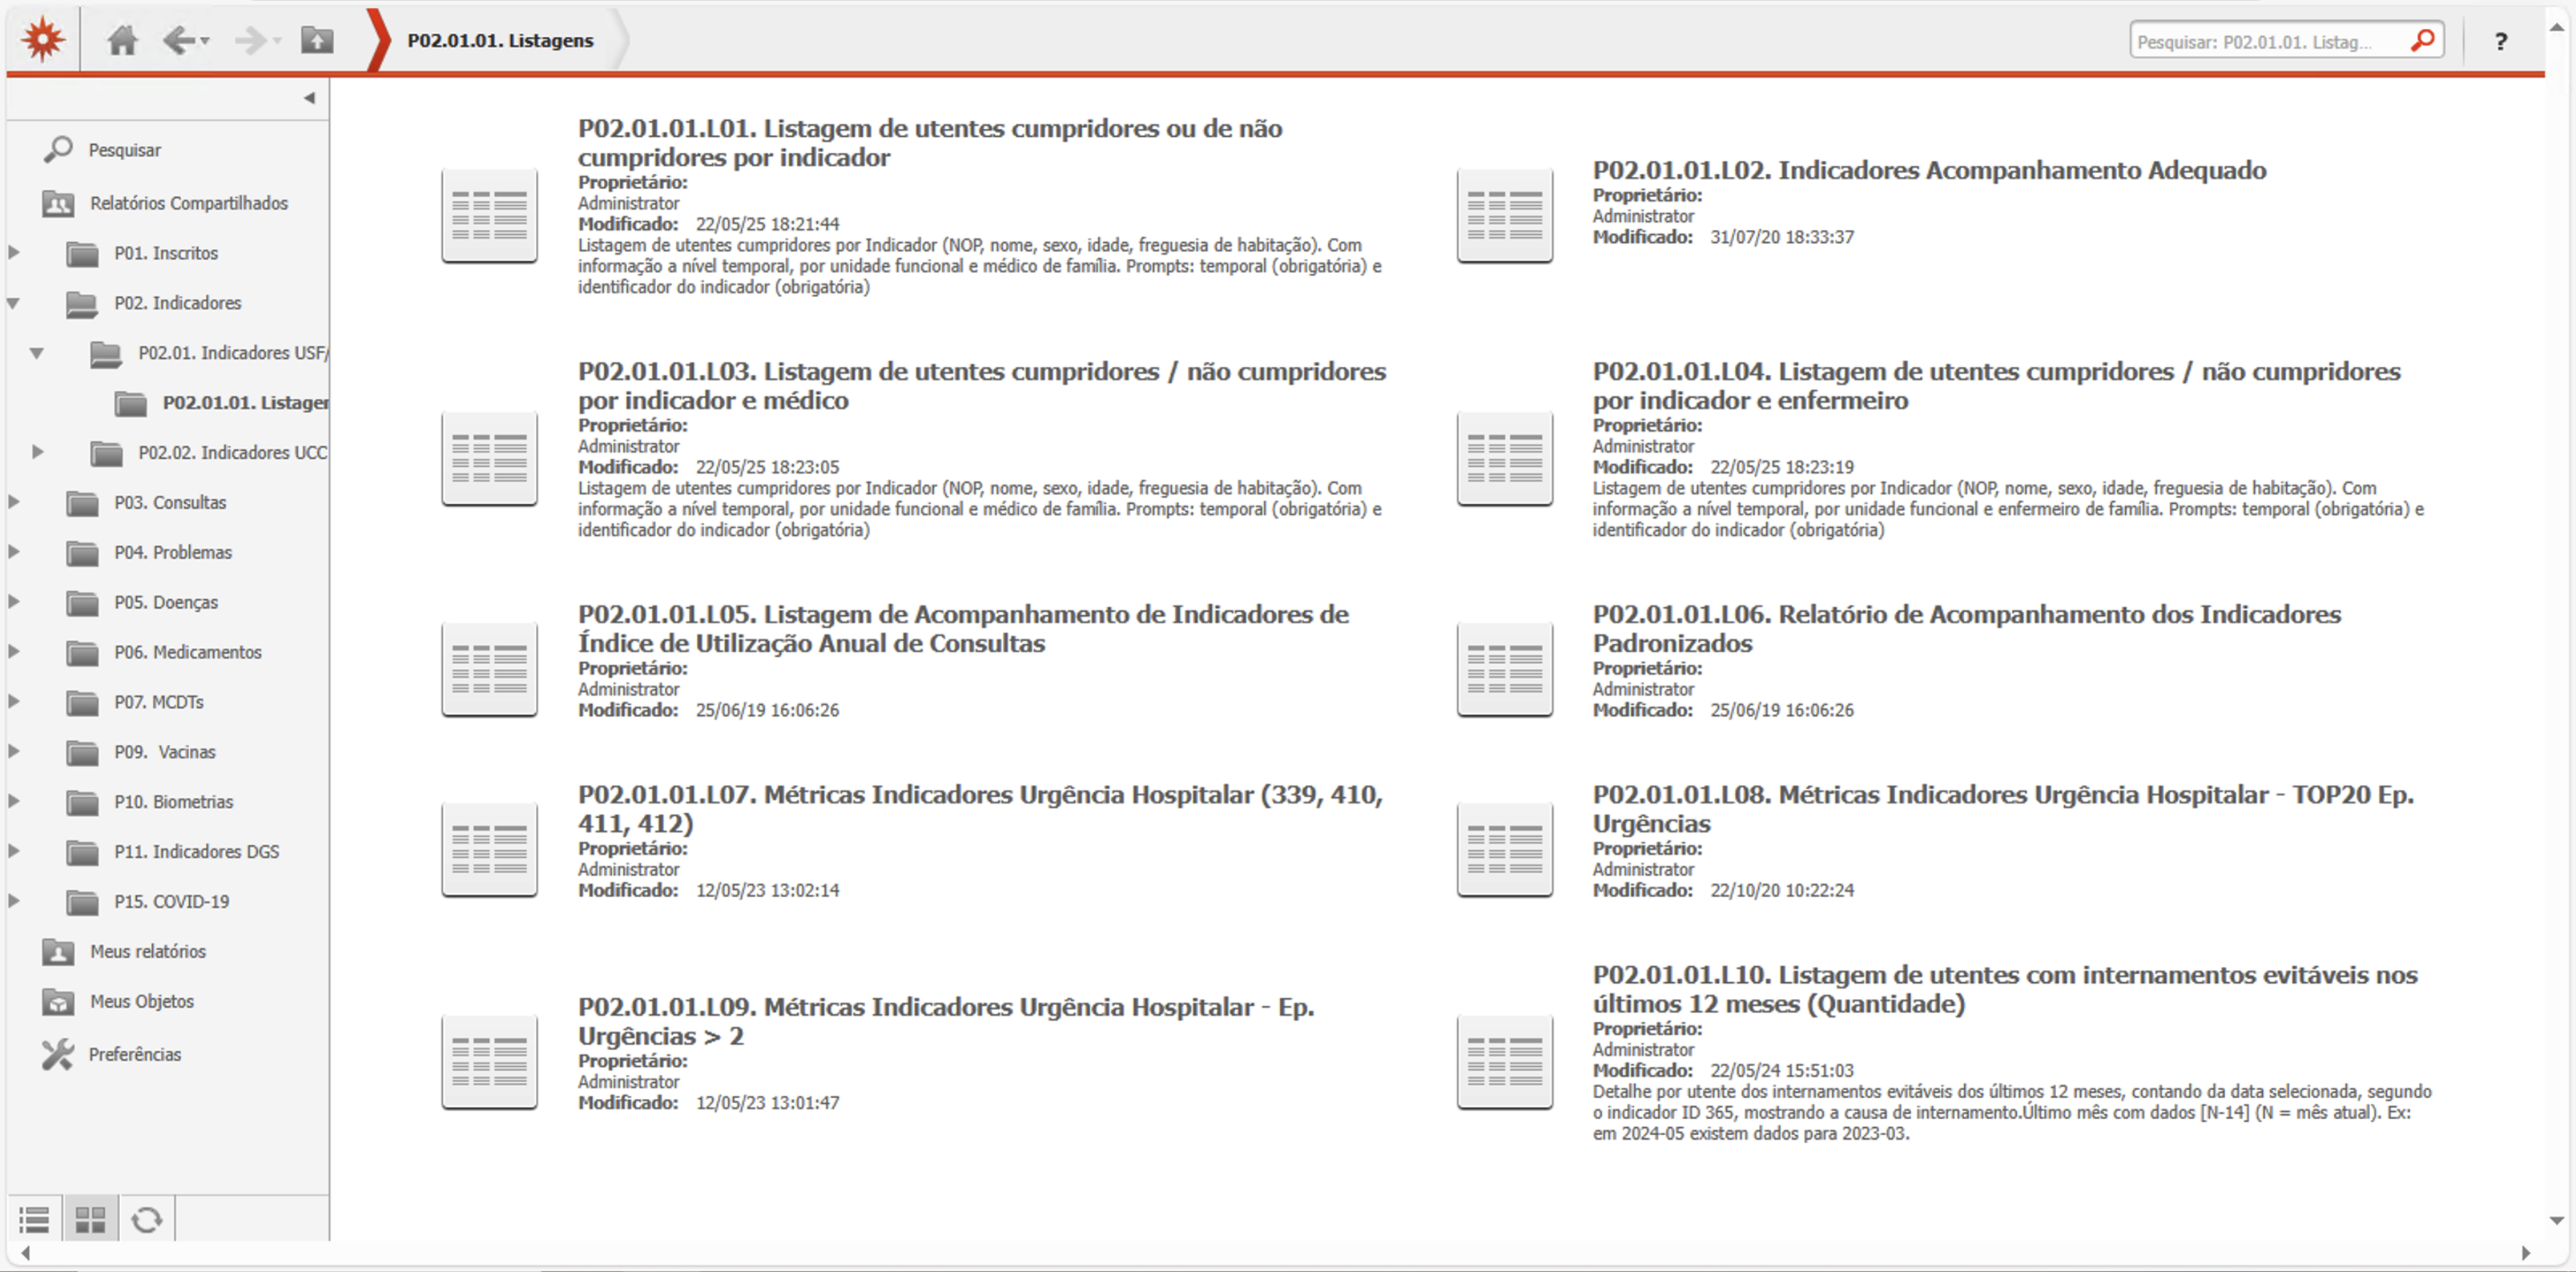 P02.01.01. Listagens
Pesquisar: P02.01.01. Listag...
?
Pesquisar
Relatórios Compartilhados
P01. Inscritos
P02. Indicadores
P02.01. Indicadores USF/
P02.01.01. Listagen
P02.02. Indicadores UCC
P03. Consultas
P04. Problemas
P05. Doenças
P06. Medicamentos
P07. MCDTs
P09. Vacinas
P10. Biometrias
P11. Indicadores DGS
P15. COVID-19
Meus relatórios
Meus Objetos
Preferências
P02.01.01.L01. Listagem de utentes cumpridores ou de não
cumpridores por indicador
Proprietário:
Administrator
Modificado: 22/05/25 18:21:44
Listagem de utentes cumpridores por Indicador (NOP, nome, sexo, idade, freguesia de habitação). Com
informação a nível temporal, por unidade funcional e médico de família. Prompts: temporal (obrigatória) e
identificador do indicador (obrigatória)
P02.01.01.L02. Indicadores Acompanhamento Adequado
Proprietário:
Administrator
Modificado: 31/07/20 18:33:37
P02.01.01.L03. Listagem de utentes cumpridores / não cumpridores
por indicador e médico
Proprietário:
Administrator
Modificado: 22/05/25 18:23:05
Listagem de utentes cumpridores por Indicador (NOP, nome, sexo, idade, freguesia de habitação). Com
informação a nível temporal, por unidade funcional e médico de família. Prompts: temporal (obrigatória) e
identificador do indicador (obrigatória)
P02.01.01.L04. Listagem de utentes cumpridores / não cumpridores
por indicador e enfermeiro
Proprietário:
Administrator
Modificado: 22/05/25 18:23:19
Listagem de utentes cumpridores por Indicador (NOP, nome, sexo, idade, freguesia de habitação). Com
informação a nível temporal, por unidade funcional e enfermeiro de família. Prompts: temporal (obrigatória) e
identificador do indicador (obrigatória)
P02.01.01.L05. Listagem de Acompanhamento de Indicadores de
Índice de Utilização Anual de Consultas
Proprietário:
Administrator
Modificado: 25/06/19 16:06:26
P02.01.01.L06. Relatório de Acompanhamento dos Indicadores
Padronizados
Proprietário:
Administrator
Modificado: 25/06/19 16:06:26
P02.01.01.L07. Métricas Indicadores Urgência Hospitalar (339, 410,
411, 412)
Proprietário:
Administrator
Modificado: 12/05/23 13:02:14
P02.01.01.L08. Métricas Indicadores Urgência Hospitalar - TOP20 Ep.
Urgências
Proprietário:
Administrator
Modificado: 22/10/20 10:22:24
P02.01.01.L09. Métricas Indicadores Urgência Hospitalar - Ep.
Urgências > 2
Proprietário:
Administrator
Modificado: 12/05/23 13:01:47
P02.01.01.L10. Listagem de utentes com internamentos evitáveis nos
últimos 12 meses (Quantidade)
Proprietário:
Administrator
Modificado: 22/05/24 15:51:03
Detalhe por utente dos internamentos evitáveis dos últimos 12 meses, contando da data selecionada, segundo
o indicador ID 365, mostrando a causa de internamento.Último mês com dados [N-14] (N = mês atual). Ex:
em 2024-05 existem dados para 2023-03.